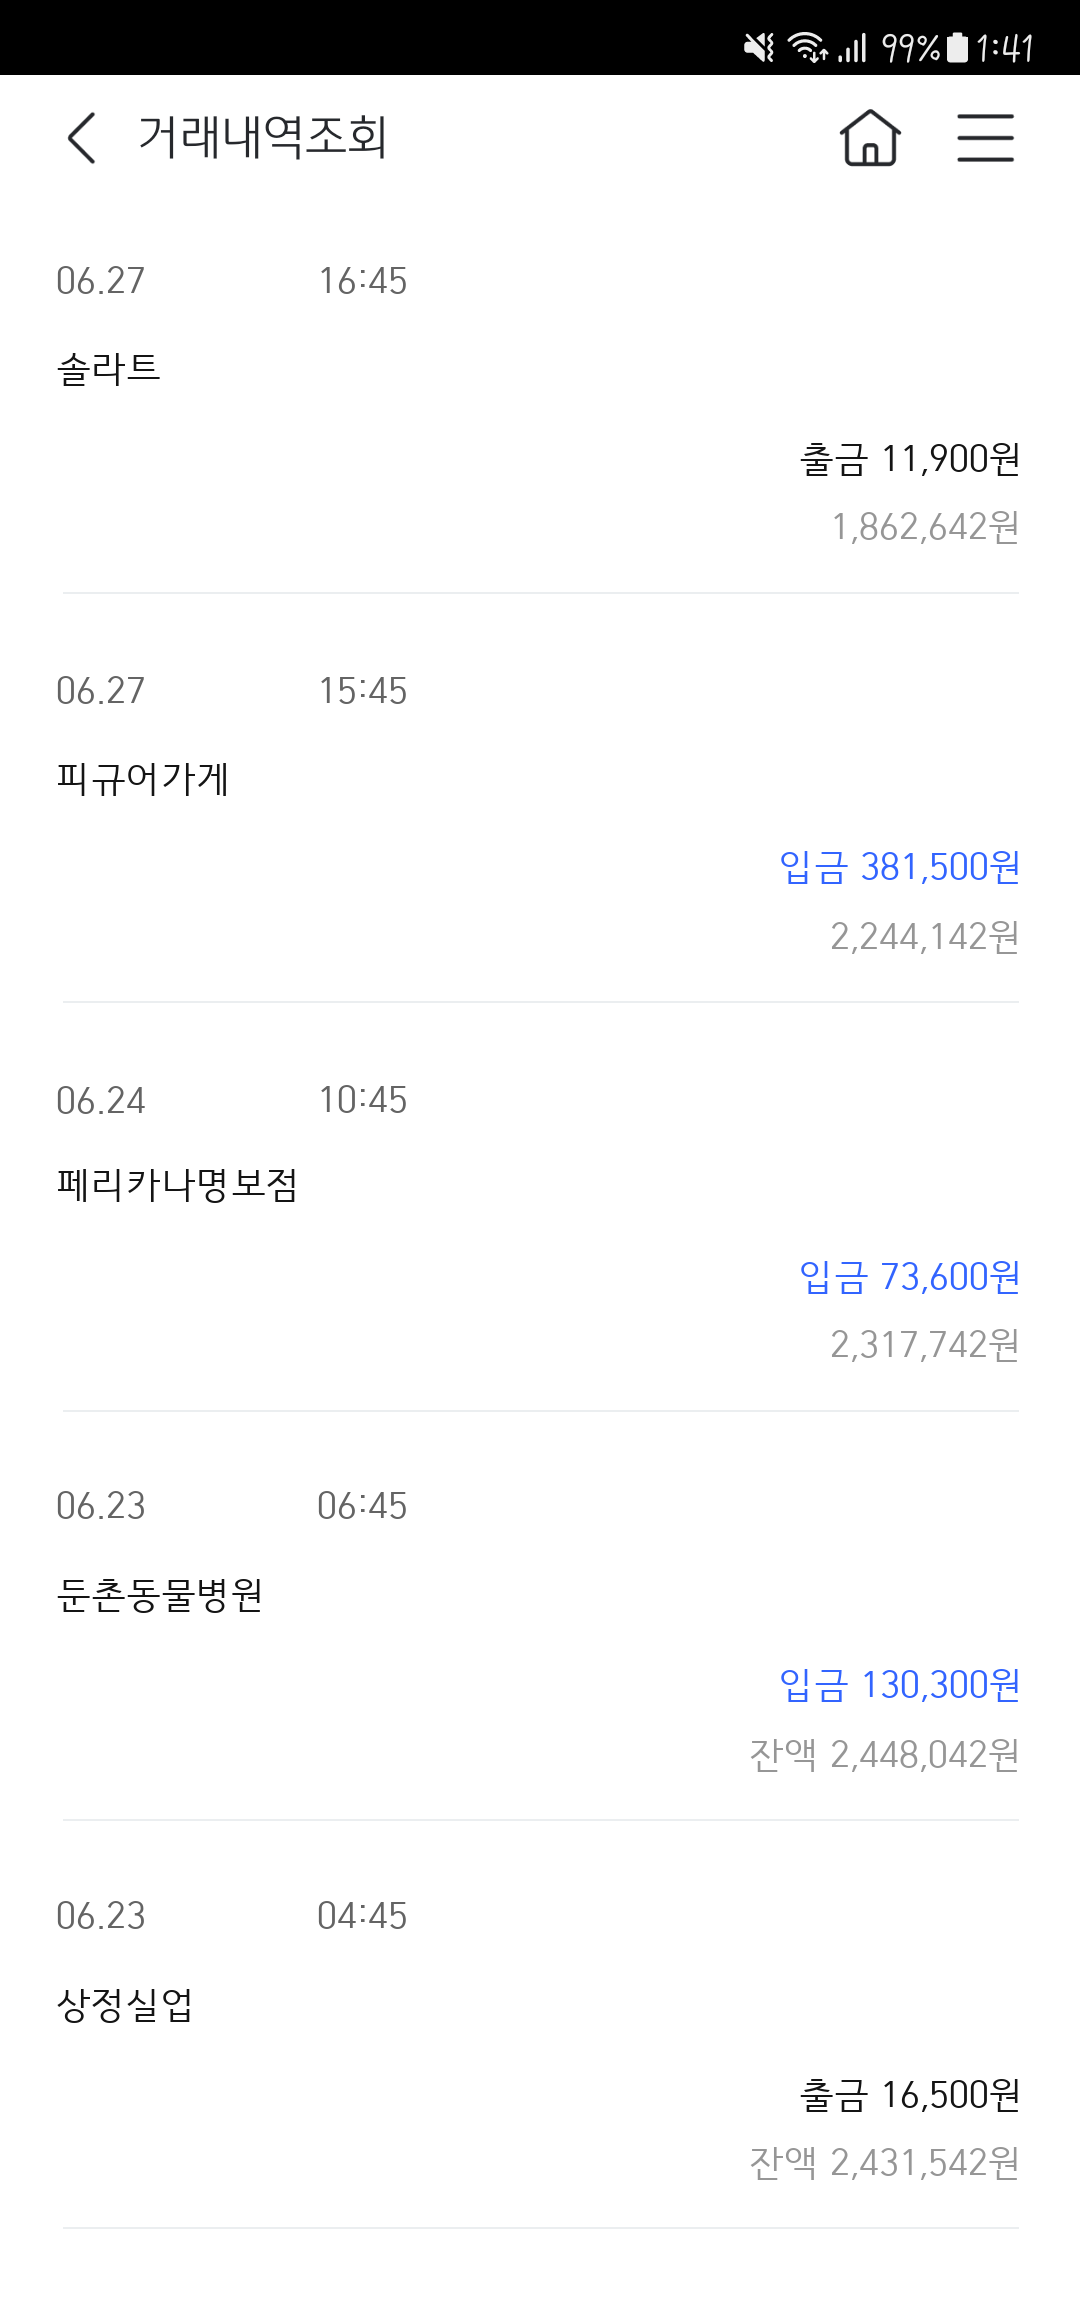 99% 1:41
거래내역조회
06.27 16:45
솔라트
출금 11,900원
1,862,642원
06.27 15:45
피규어가게
입금 381,500원
2,244,142원
06.24 10:45
페리카나명보점
입금 73,600원
2,317,742원
06.23 06:45
둔촌동물병원
입금 130,300원
잔액 2,448,042원
06.23 04:45
상정실업
출금 16,500원
잔액 2,431,542원